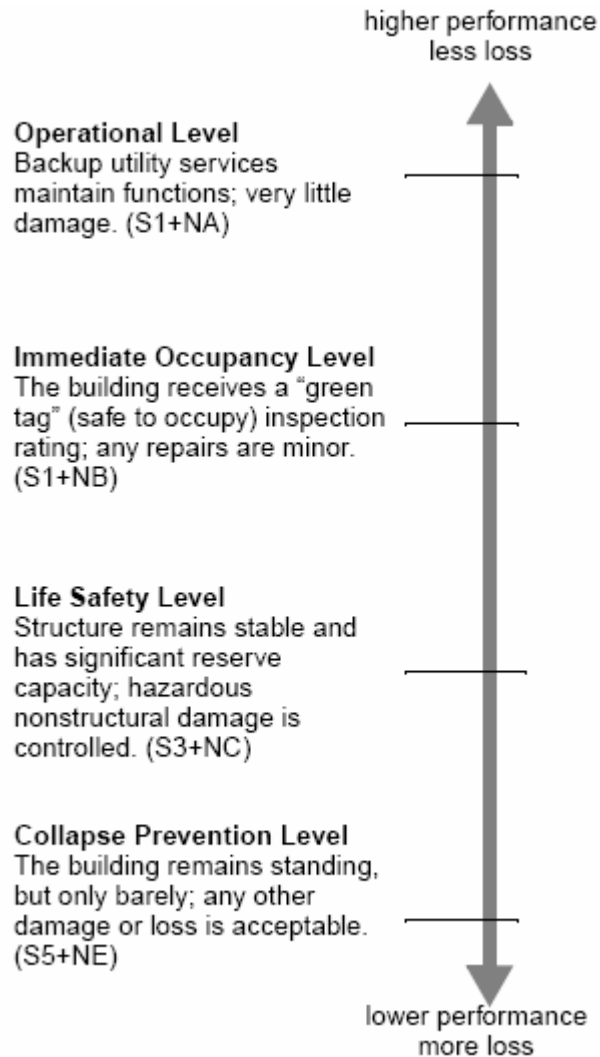 higher performance
less loss
Operational Level
Backup utility services
maintain functions; very little
damage. (S1+NA)
Immediate Occupancy Level
The building receives a “green
tag” (safe to occupy) inspection
rating; any repairs are minor.
(S1+NB)
Life Safety Level
Structure remains stable and
has significant reserve
capacity; hazardous
nonstructural damage is
controlled. (S3+NC)
Collapse Prevention Level
The building remains standing,
but only barely; any other
damage or loss is acceptable.
(S5+NE)
lower performance
more loss